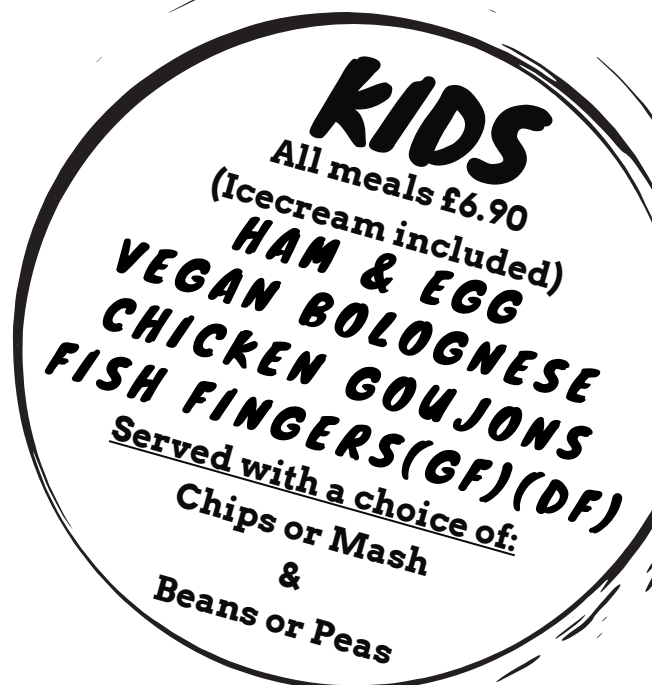 KIDS
All meals £6.90
(Icecream included)
HAM & EGG
VEGAN BOLOGNESE
CHICKEN GOUJONS
FISH FINGERS(GF)(DF)
Served with a choice of:
Chips or Mash
&
Beans or Peas